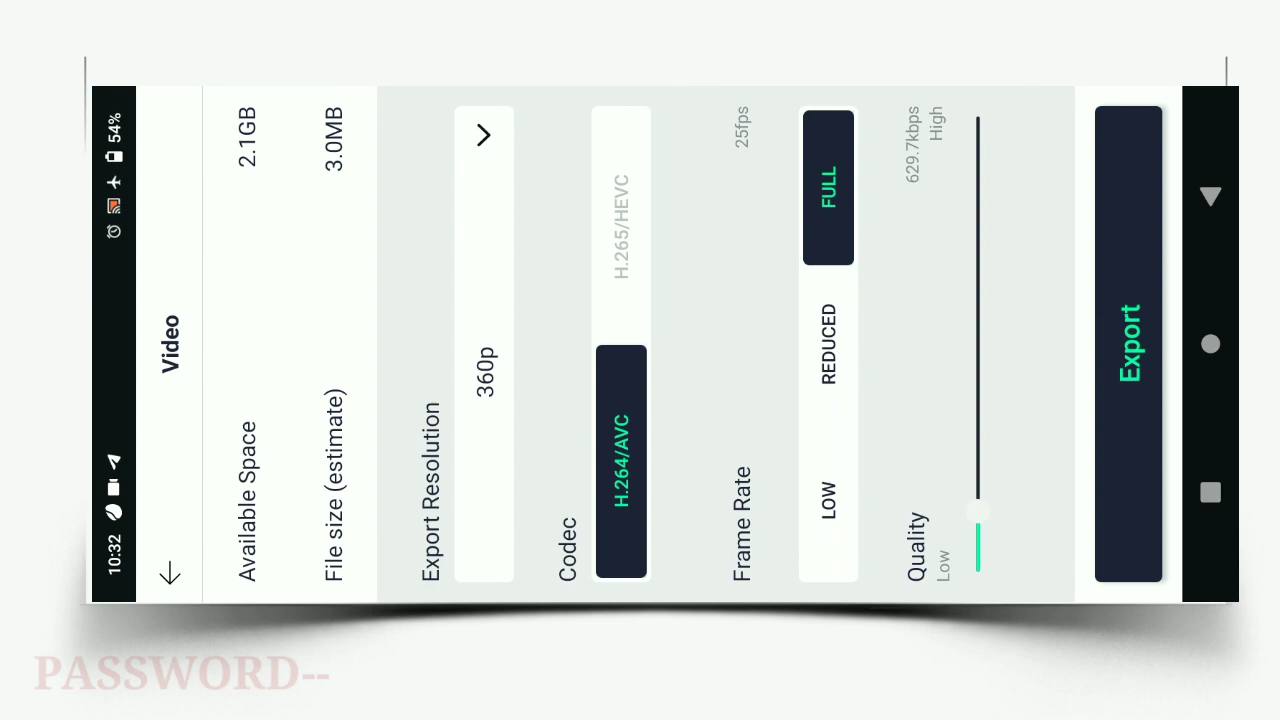 10:32 54%
Video
Available Space 2.1GB
File size (estimate) 3.0MB
Export Resolution
360p
Codec
H.264/AVC H.265/HEVC
Frame Rate 25fps
LOW REDUCED FULL
Quality 629.7kbps
Low High
Export
PASSWORD--